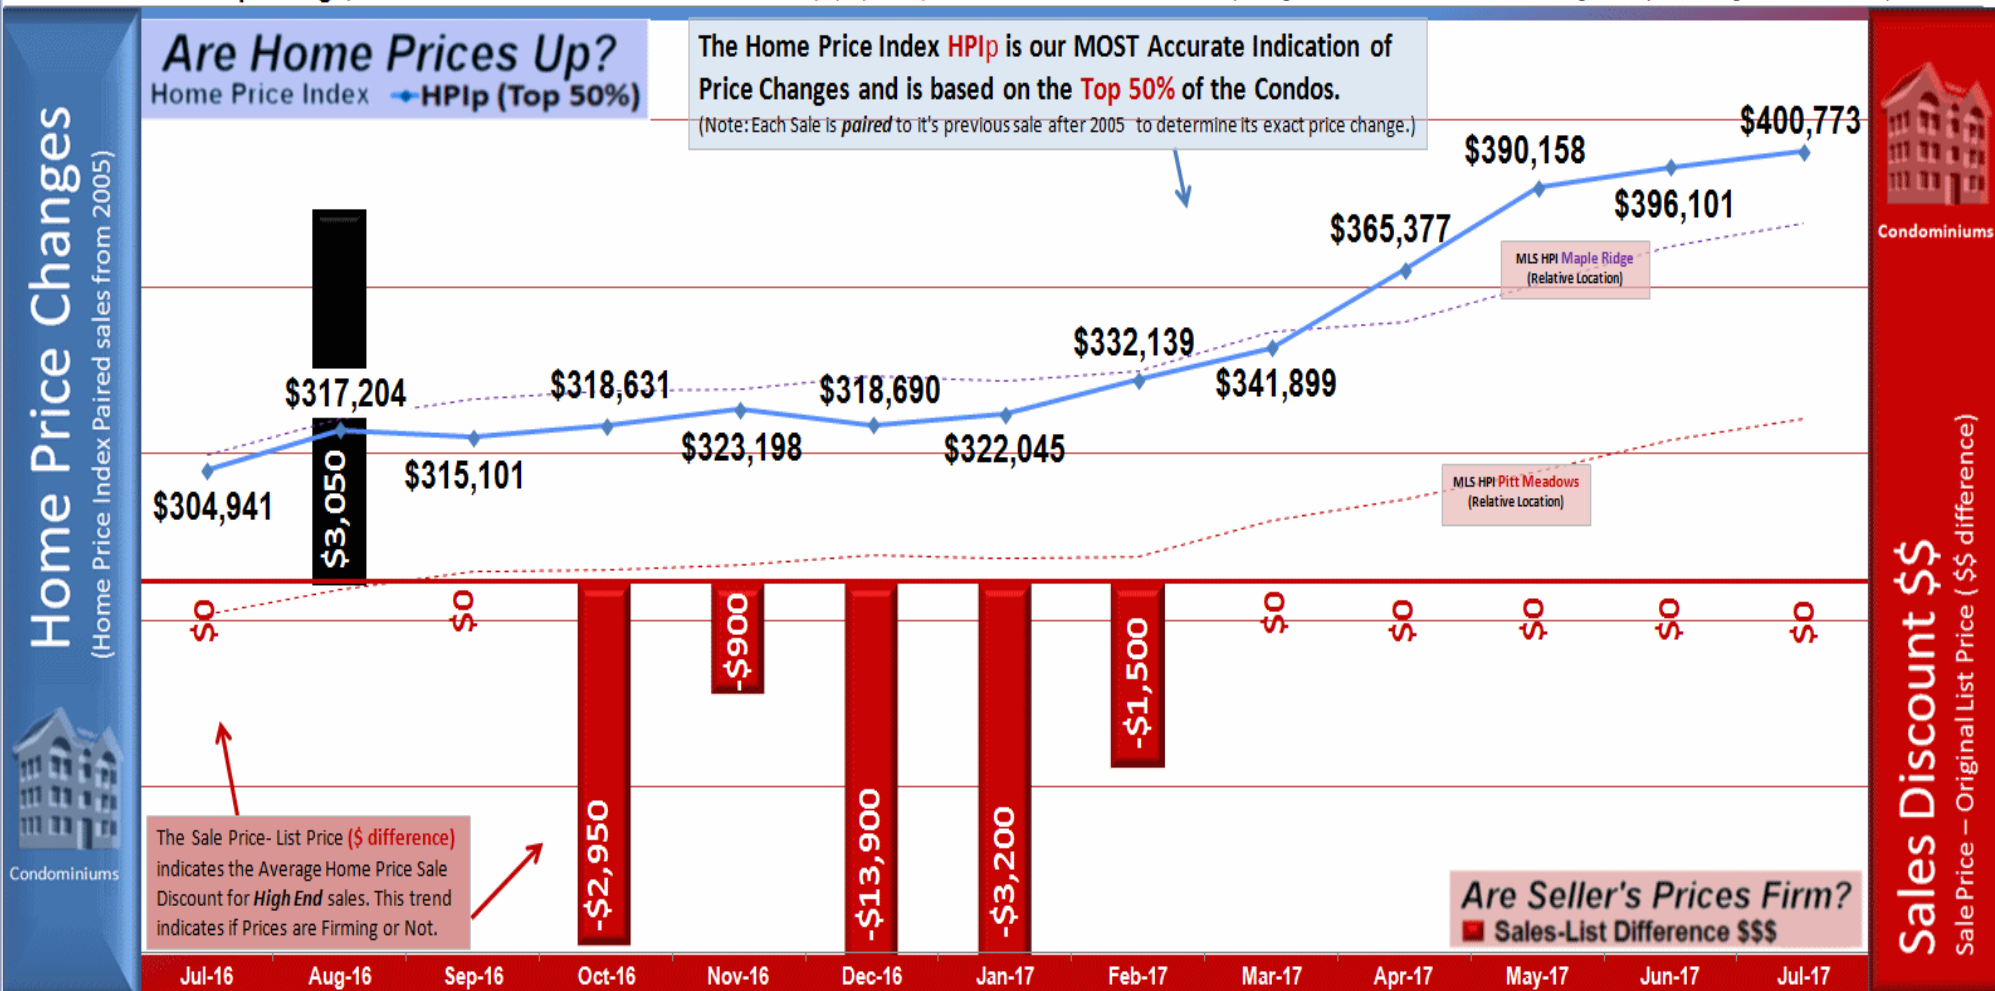 Are Home Prices Up?
Home Price Index HPIp (Top 50%)
The Home Price Index HPIp is our MOST Accurate Indication of
Price Changes and is based on the Top 50% of the Condos.
(Note: Each Sale is paired to it's previous sale after 2005 to determine its exact price change.)
Home Price Changes
(Home Price Index Paired sales from 2005)
Condominiums
Condominiums
Sales Discount $$
Sale Price – Original List Price ( $$ difference)
$304,941
$317,204
$315,101
$318,631
$323,198
$318,690
$322,045
$332,139
$341,899
$365,377
$390,158
$396,101
$400,773
MLS HPI Maple Ridge
(Relative Location)
MLS HPI Pitt Meadows
(Relative Location)
$0
$3,050
$0
-$2,950
-$900
-$13,900
-$3,200
-$1,500
$0
$0
$0
$0
$0
The Sale Price- List Price ($ difference)
indicates the Average Home Price Sale
Discount for High End sales. This trend
indicates if Prices are Firming or Not.
Are Seller's Prices Firm?
Sales-List Difference $$$
Jul-16 Aug-16 Sep-16 Oct-16 Nov-16 Dec-16 Jan-17 Feb-17 Mar-17 Apr-17 May-17 Jun-17 Jul-17